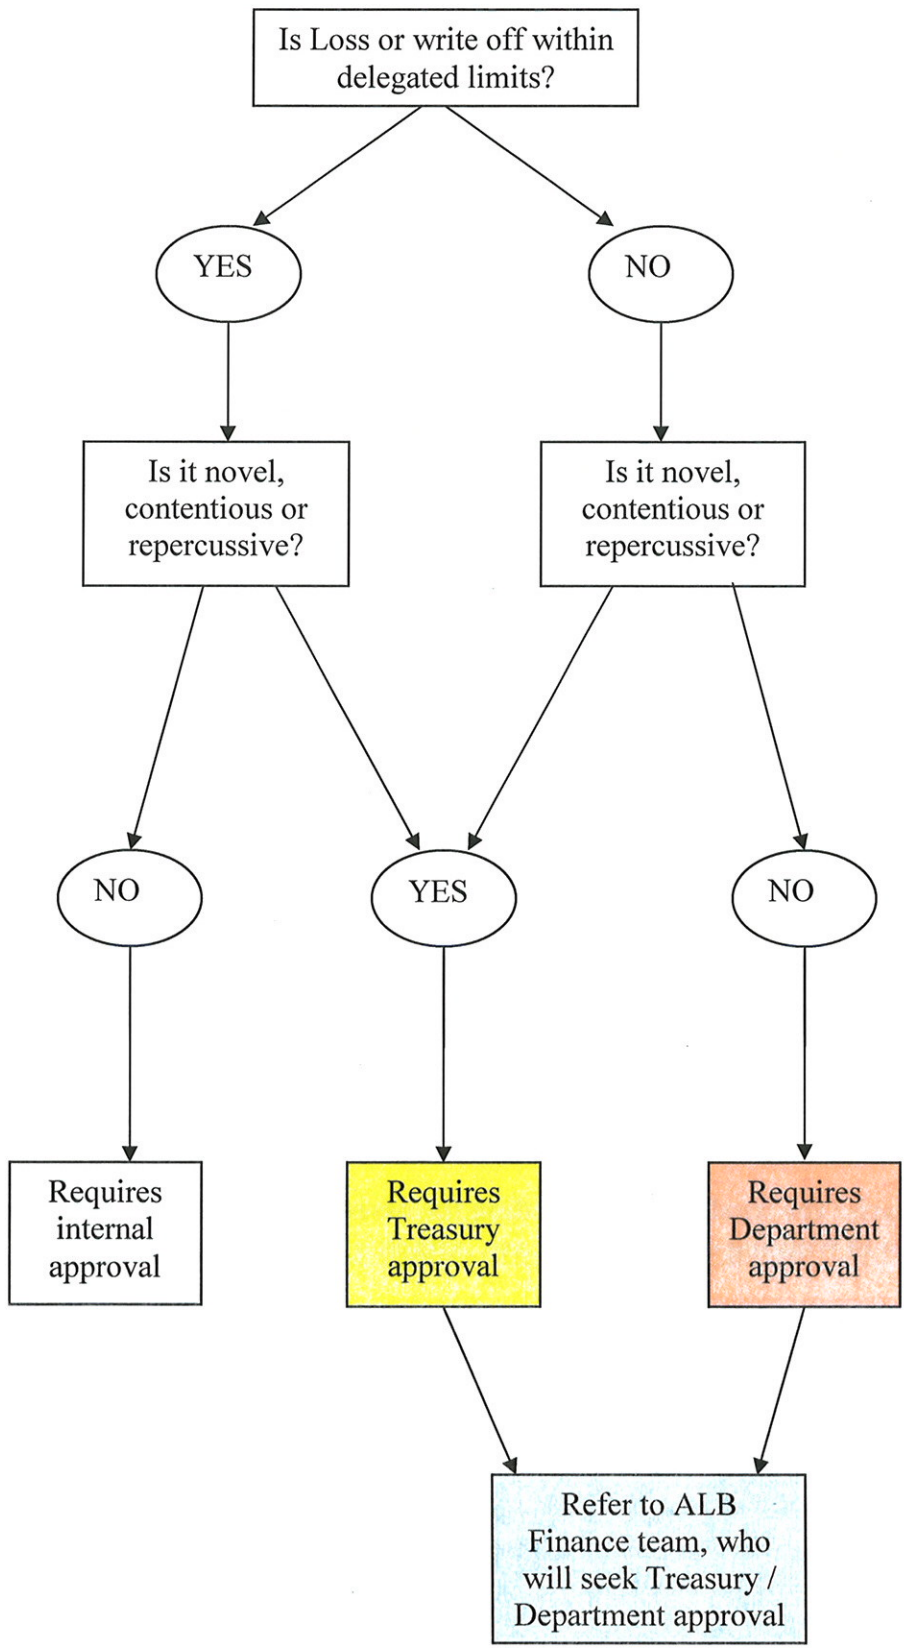 Is Loss or write off within
delegated limits?
YES
NO
Is it novel,
contentious or
repercussive?
Is it novel,
contentious or
repercussive?
NO
YES
NO
Requires
internal
approval
Requires
Treasury
approval
Requires
Department
approval
Refer to ALB
Finance team, who
will seek Treasury /
Department approval